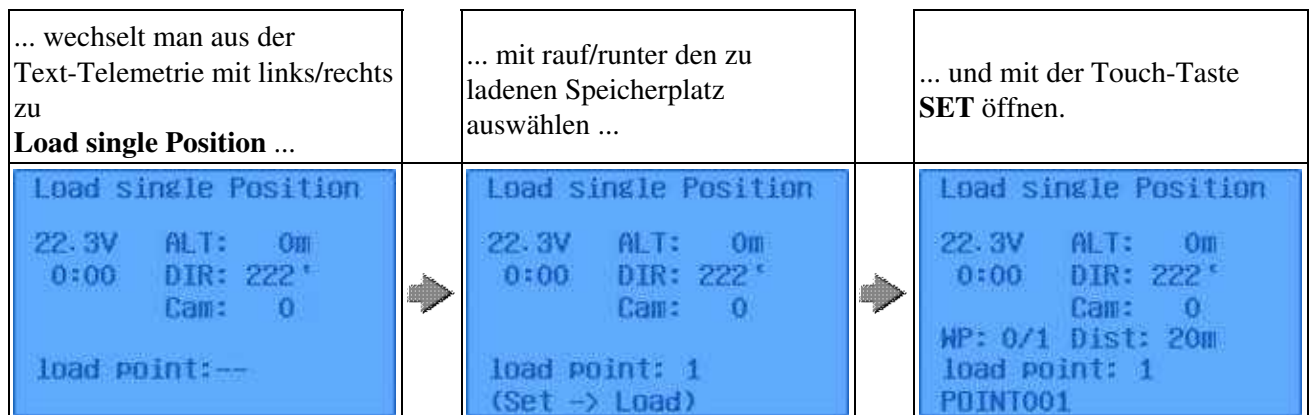 ... wechselt man aus der
Text-Telemetrie mit links/rechts
zu
Load single Position ...
... mit rauf/runter den zu
ladenen Speicherplatz
auswählen ...
... und mit der Touch-Taste
SET öffnen.
Load single Position
22.3V ALT: 0m
0:00 DIR: 222°
Cam: 0
load point:--
Load single Position
22.3V ALT: 0m
0:00 DIR: 222°
Cam: 0
load point: 1
(Set -> Load)
Load single Position
22.3V ALT: 0m
0:00 DIR: 222°
Cam: 0
WP: 0/1 Dist: 20m
load point: 1
POINT001